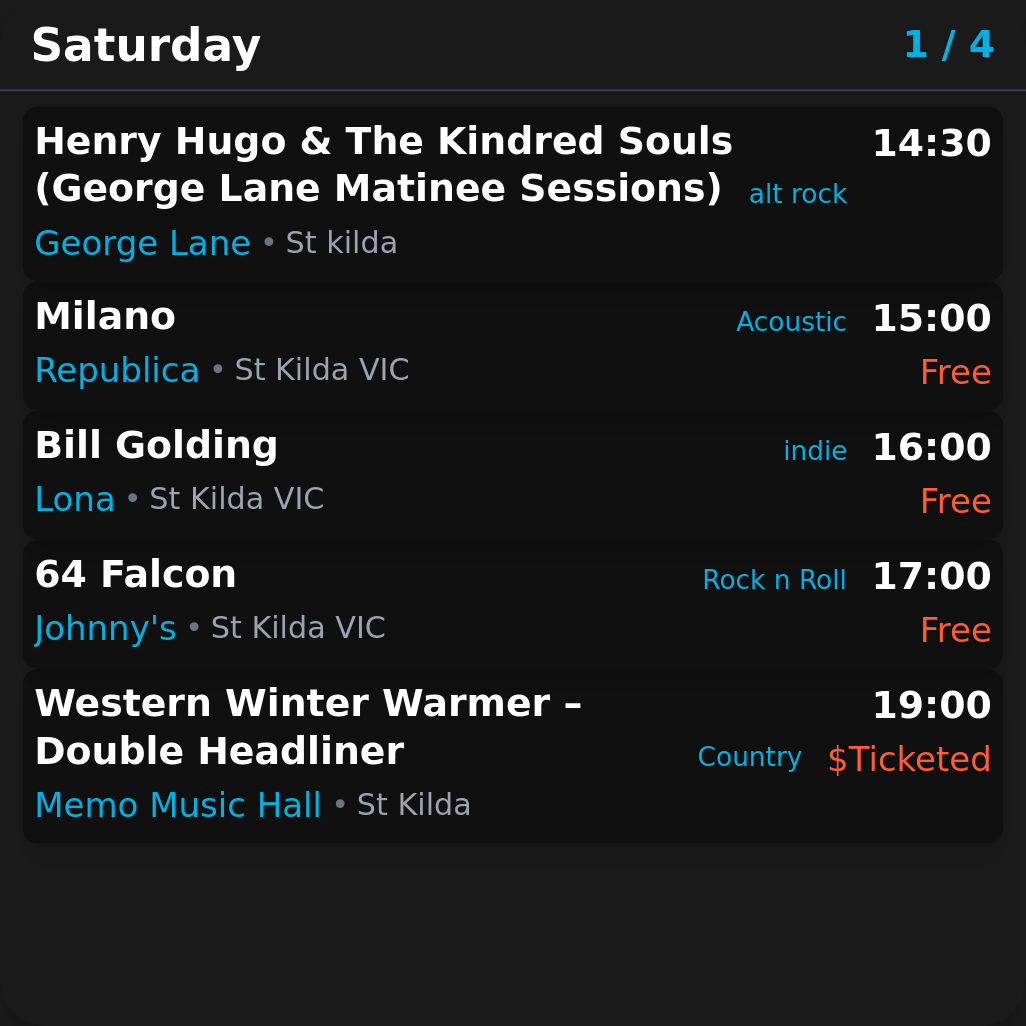 Saturday 1 / 4
Henry Hugo & The Kindred Souls 14:30
(George Lane Matinee Sessions) alt rock
George Lane • St kilda
Milano Acoustic 15:00
Republica • St Kilda VIC Free
Bill Golding indie 16:00
Lona • St Kilda VIC Free
64 Falcon Rock n Roll 17:00
Johnny's • St Kilda VIC Free
Western Winter Warmer – 19:00
Double Headliner Country $Ticketed
Memo Music Hall • St Kilda